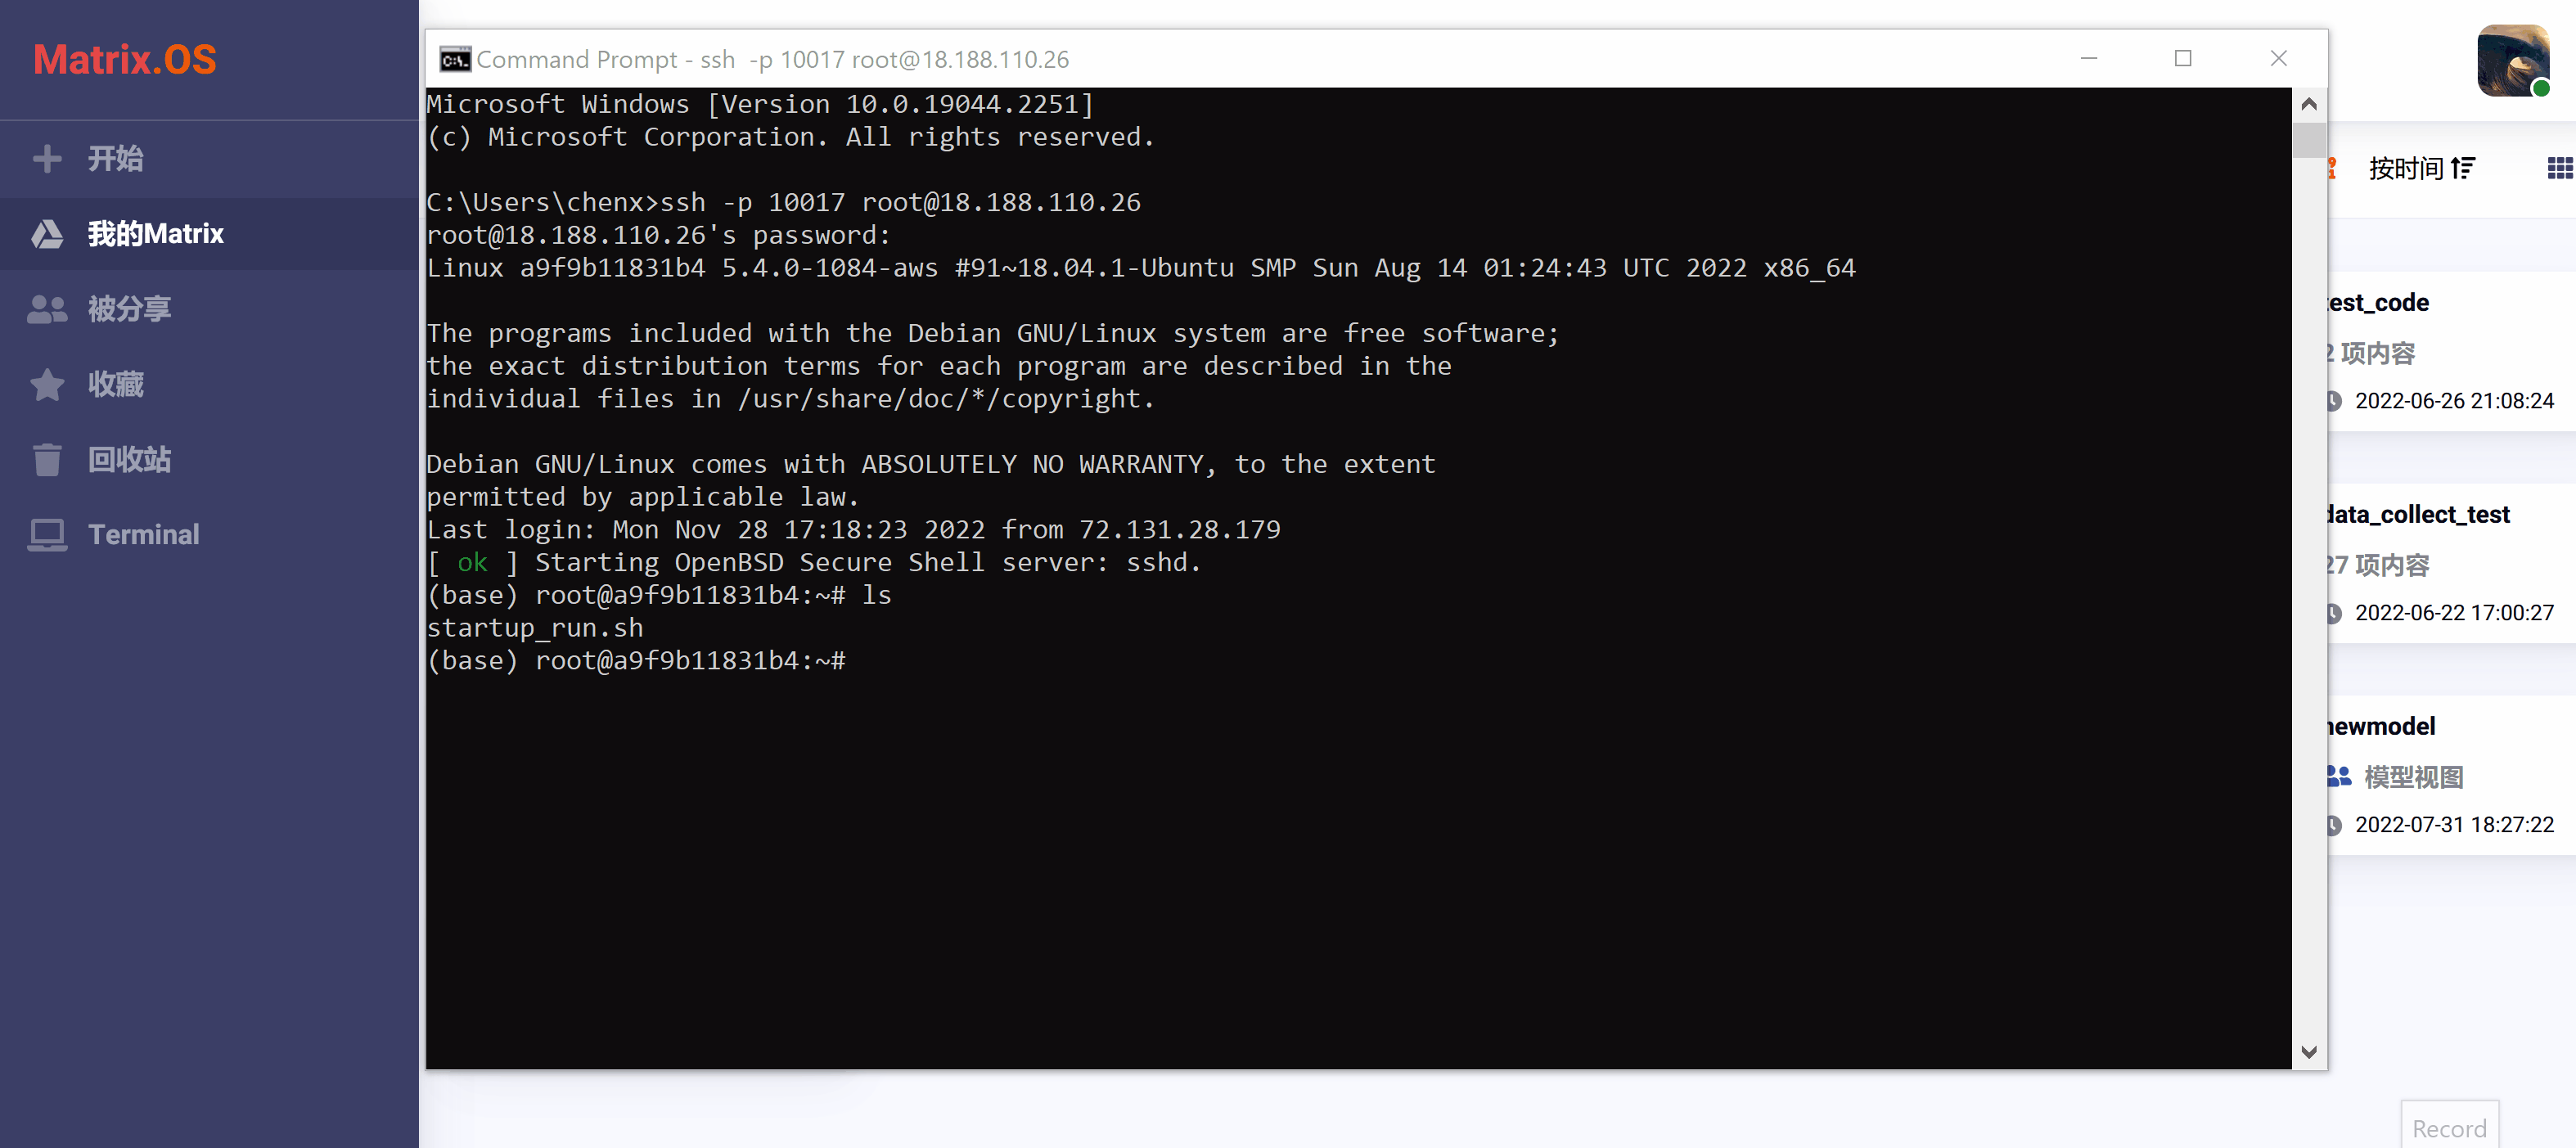 Matrix.OS
开始
我的Matrix
被分享
收藏
回收站
Terminal
Command Prompt - ssh  -p 10017 root@18.188.110.26
Microsoft Windows [Version 10.0.19044.2251]
(c) Microsoft Corporation. All rights reserved.
C:\Users\chenx>ssh -p 10017 root@18.188.110.26
root@18.188.110.26's password:
Linux a9f9b11831b4 5.4.0-1084-aws #91~18.04.1-Ubuntu SMP Sun Aug 14 01:24:43 UTC 2022 x86_64
The programs included with the Debian GNU/Linux system are free software;
the exact distribution terms for each program are described in the
individual files in /usr/share/doc/*/copyright.
Debian GNU/Linux comes with ABSOLUTELY NO WARRANTY, to the extent
permitted by applicable law.
Last login: Mon Nov 28 17:18:23 2022 from 72.131.28.179
[ ok ] Starting OpenBSD Secure Shell server: sshd.
(base) root@a9f9b11831b4:~# ls
startup_run.sh
(base) root@a9f9b11831b4:~#
按时间
test_code
2 项内容
2022-06-26 21:08:24
data_collect_test
27 项内容
2022-06-22 17:00:27
newmodel
模型视图
2022-07-31 18:27:22
Record